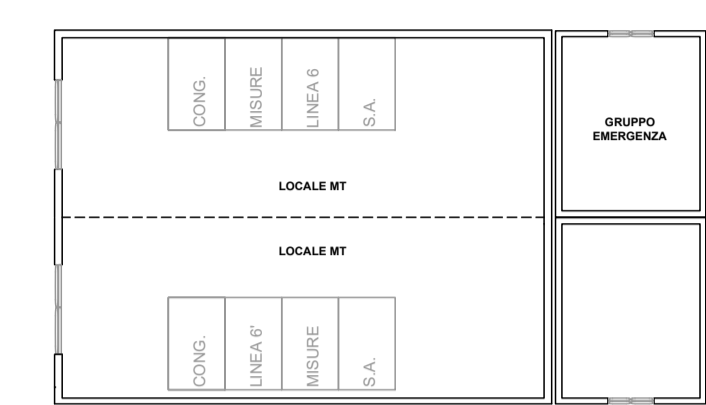 CONG.
MISURE
LINEA 6
S.A.
GRUPPO
EMERGENZA
LOCALE MT
LOCALE MT
CONG.
LINEA 6'
MISURE
S.A.